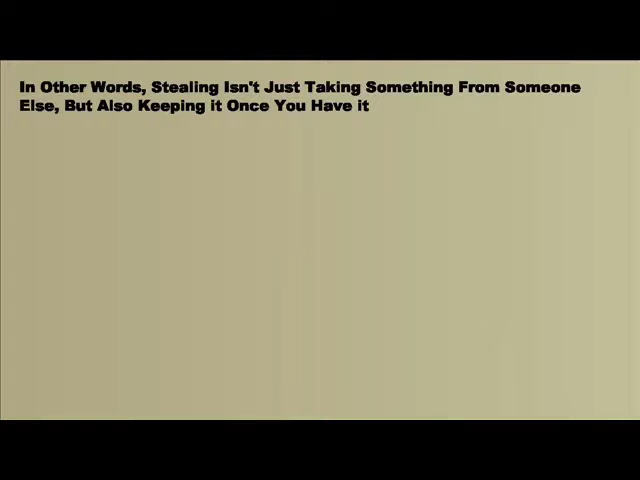 In Other Words, Stealing Isn't Just Taking Something From Someone
Else, But Also Keeping it Once You Have it